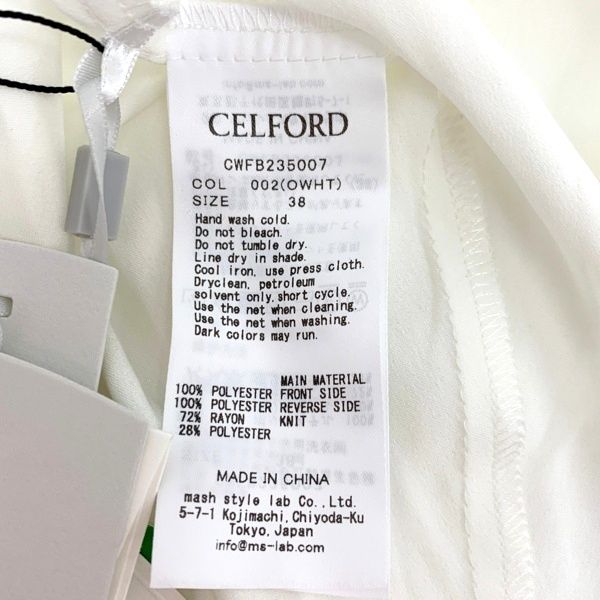 CELFORD
CWFB235007
COL 002(OWHT)
SIZE 38
Hand wash cold.
Do not bleach.
Do not tumble dry.
Line dry in shade.
Cool iron, use press cloth.
Dryclean, petroleum
solvent only, short cycle.
Use the net when cleaning.
Use the net when washing.
Dark colors may run.
MAIN MATERIAL
100% POLYESTER FRONT SIDE
100% POLYESTER REVERSE SIDE
72% RAYON KNIT
28% POLYESTER
MADE IN CHINA
mash style lab Co., Ltd.
5-7-1 Kojimachi, Chiyoda-Ku
Tokyo, Japan
info@ms-lab.com